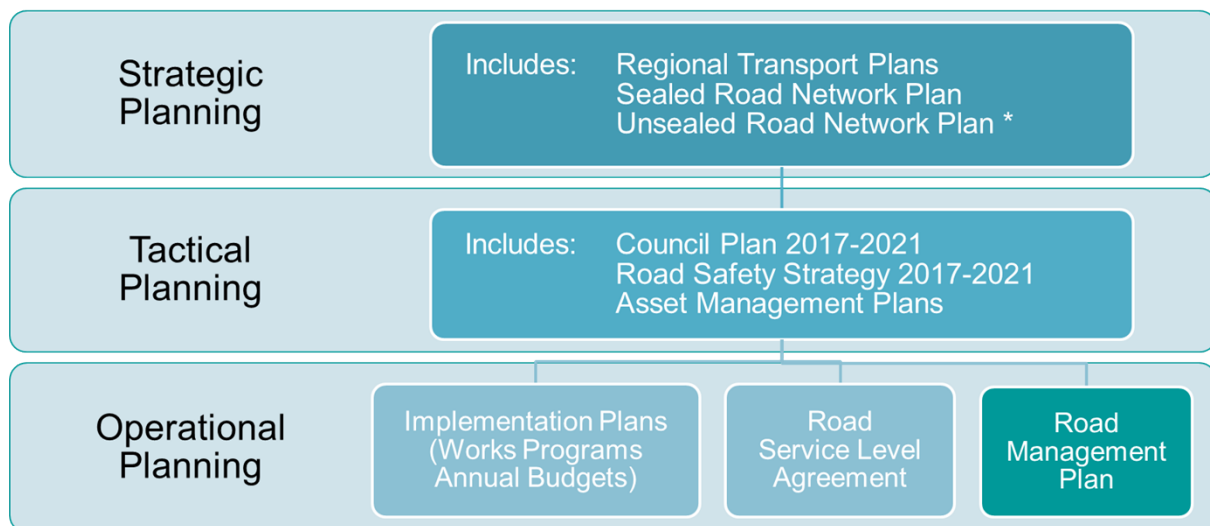 Strategic
Planning
Includes: Regional Transport Plans
Sealed Road Network Plan
Unsealed Road Network Plan *
Tactical
Planning
Includes: Council Plan 2017-2021
Road Safety Strategy 2017-2021
Asset Management Plans
Operational
Planning
Implementation Plans
(Works Programs
Annual Budgets)
Road
Service Level
Agreement
Road
Management
Plan